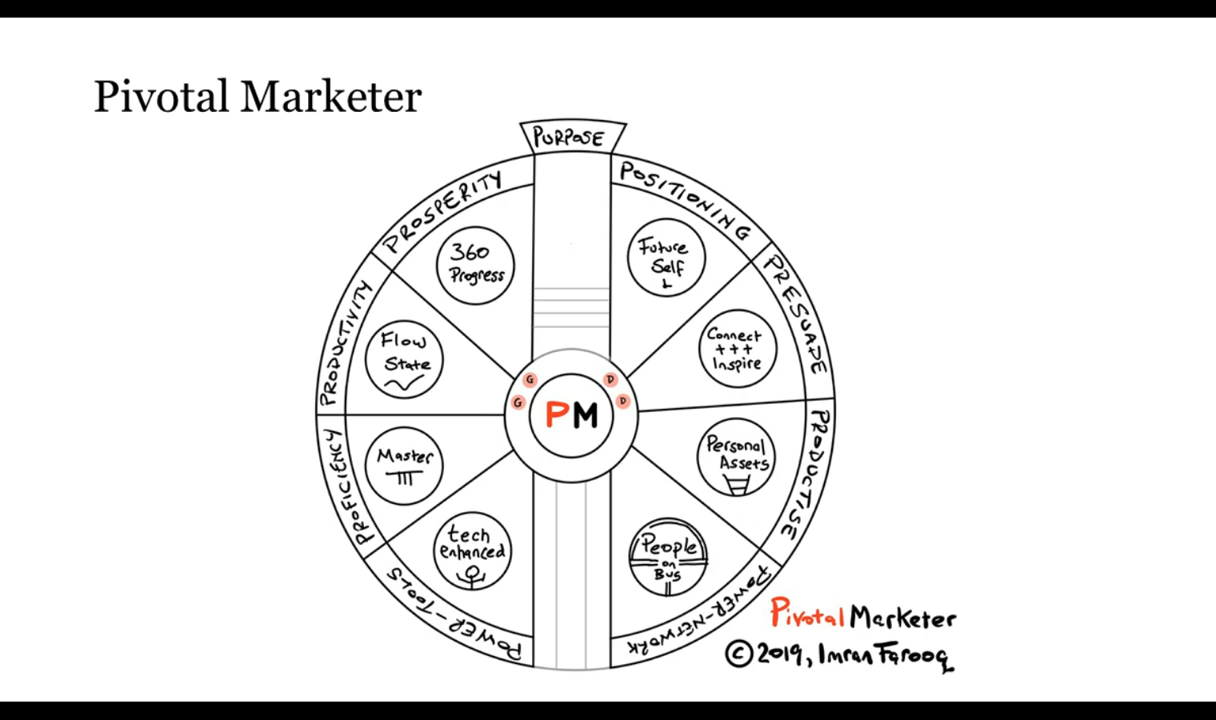 Pivotal Marketer
PURPOSE
POSITIONING
Future
Self
PRESUADE
Connect
+++
Inspire
PRODUCTISE
Personal
Assets
POWER-NETWORK
People
on
Bus
POWER-TOOLS
tech
enhanced
PROFICIENCY
Master
PRODUCTIVITY
Flow
State
PROSPERITY
360
Progress
G
G
D
D
PM
Pivotal Marketer
© 2019, Imran Farooq